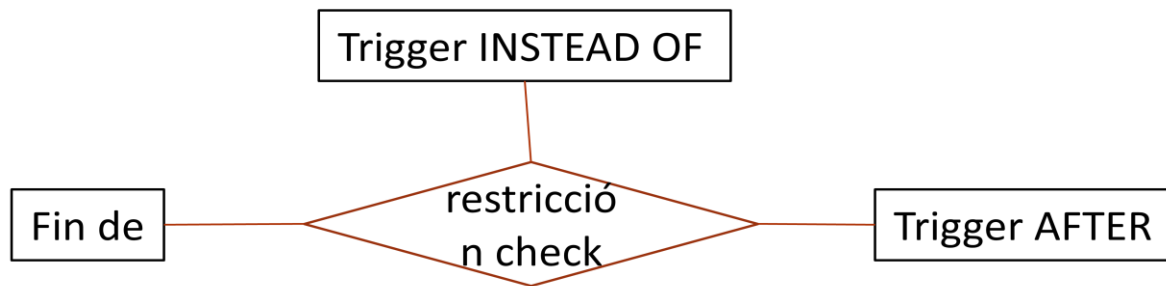 Trigger INSTEAD OF
restricció
n check
Fin de
Trigger AFTER